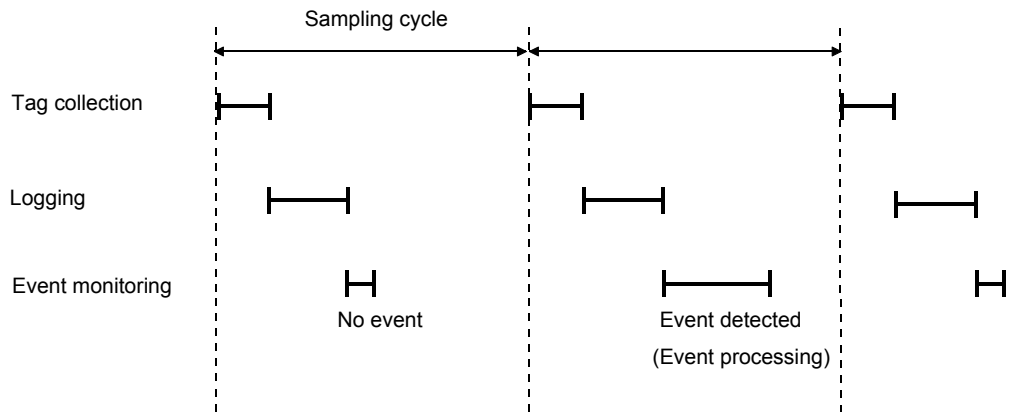 Sampling cycle
Tag collection
Logging
Event monitoring
No event
Event detected
(Event processing)